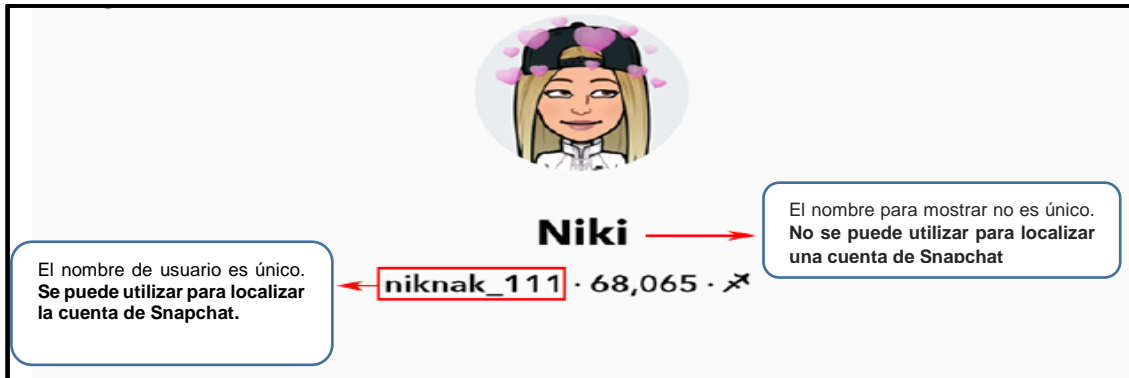 Niki
El nombre para mostrar no es único.
No se puede utilizar para localizar
una cuenta de Snapchat
El nombre de usuario es único.
Se puede utilizar para localizar
la cuenta de Snapchat.
niknak_111 · 68,065 · ♐